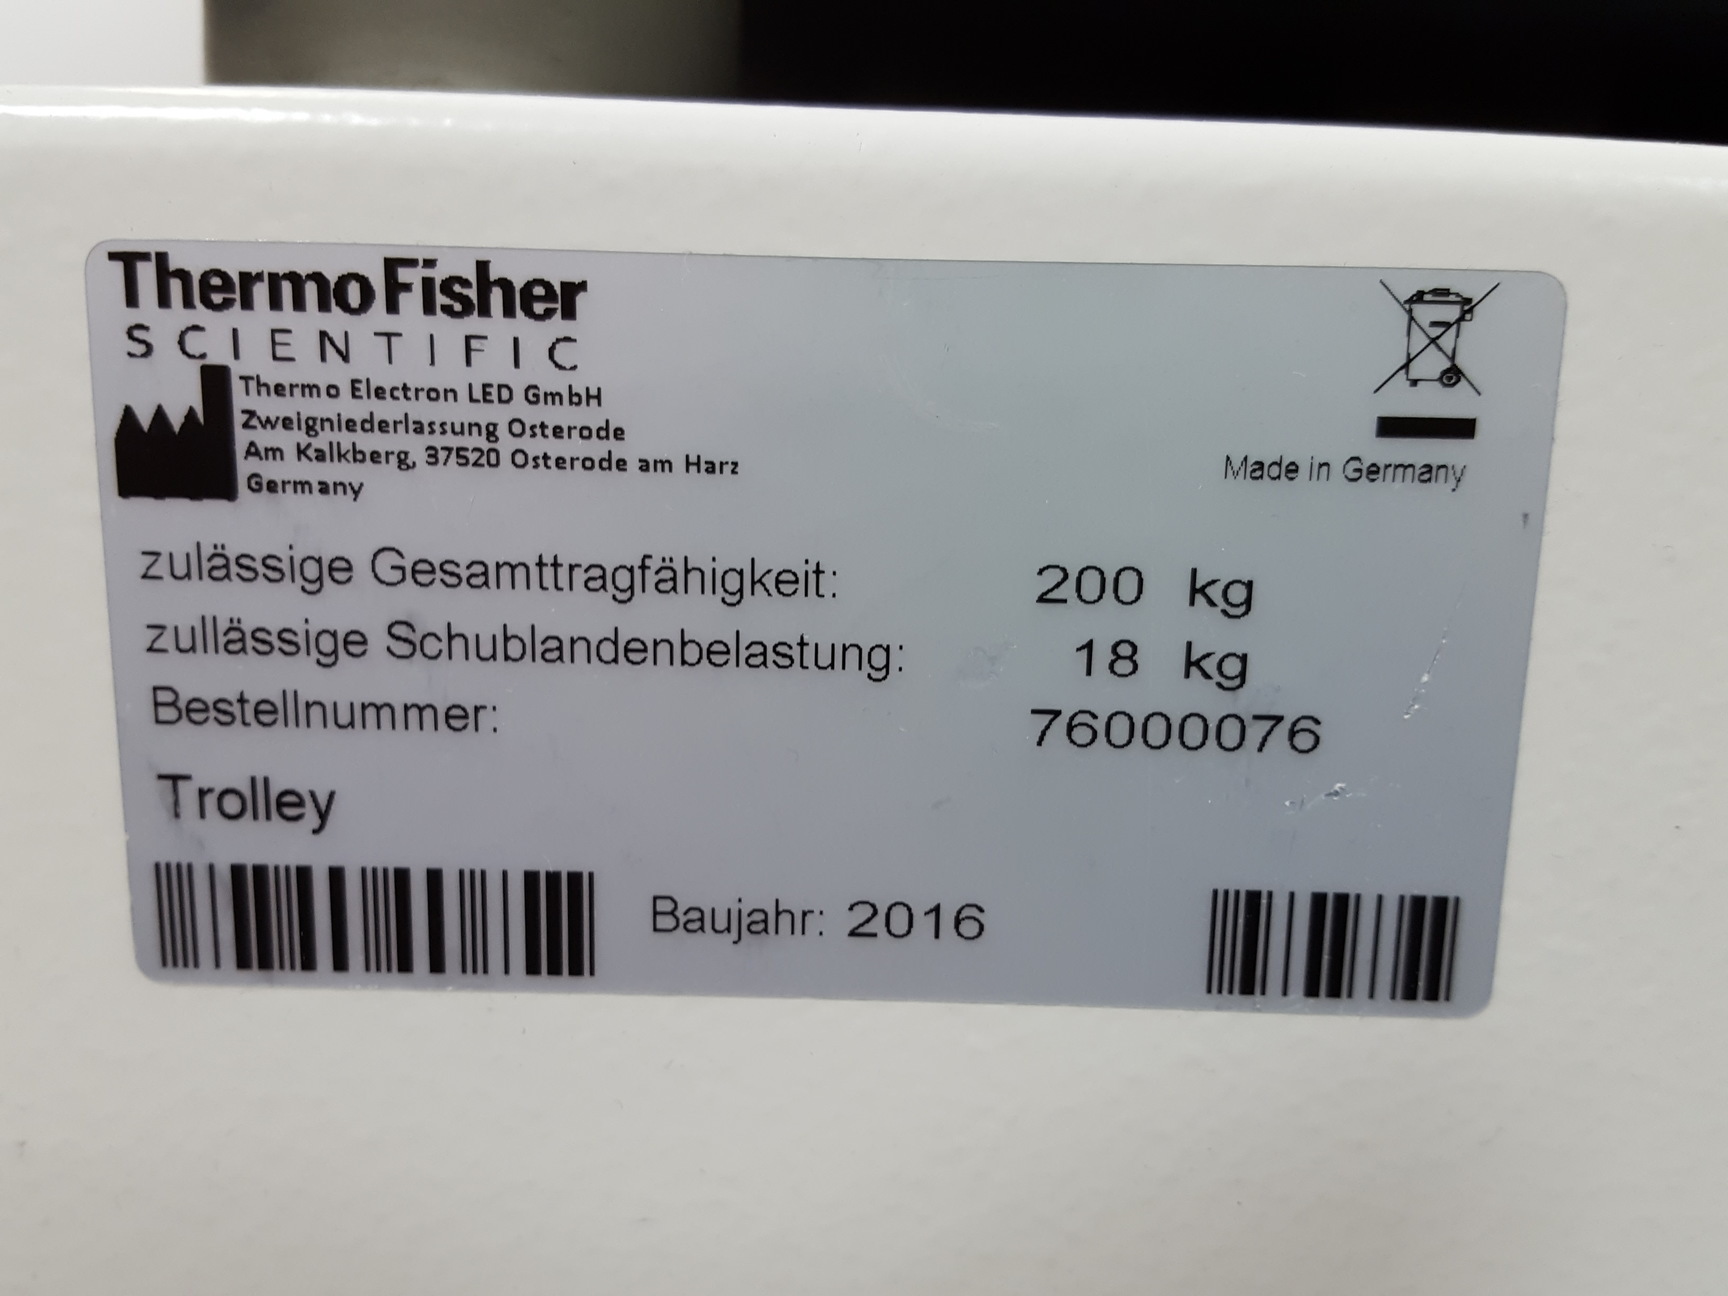 ThermoFisher
SCIENTIFIC
Thermo Electron LED GmbH
Zweigniederlassung Osterode
Am Kalkberg, 37520 Osterode am Harz
Germany
Made in Germany
zulässige Gesamttragfähigkeit: 200 kg
zullässige Schublandenbelastung: 18 kg
Bestellnummer: 76000076
Trolley
Baujahr: 2016